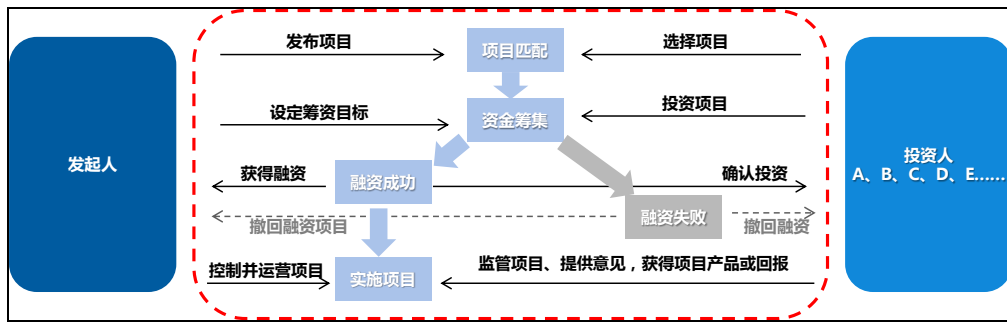 发布项目
项目匹配
选择项目
设定筹资目标
资金筹集
投资项目
发起人
投资人
A、B、C、D、E......
获得融资
融资成功
确认投资
撤回融资项目
融资失败
撤回融资
控制并运营项目
实施项目
监管项目、提供意见，获得项目产品或回报